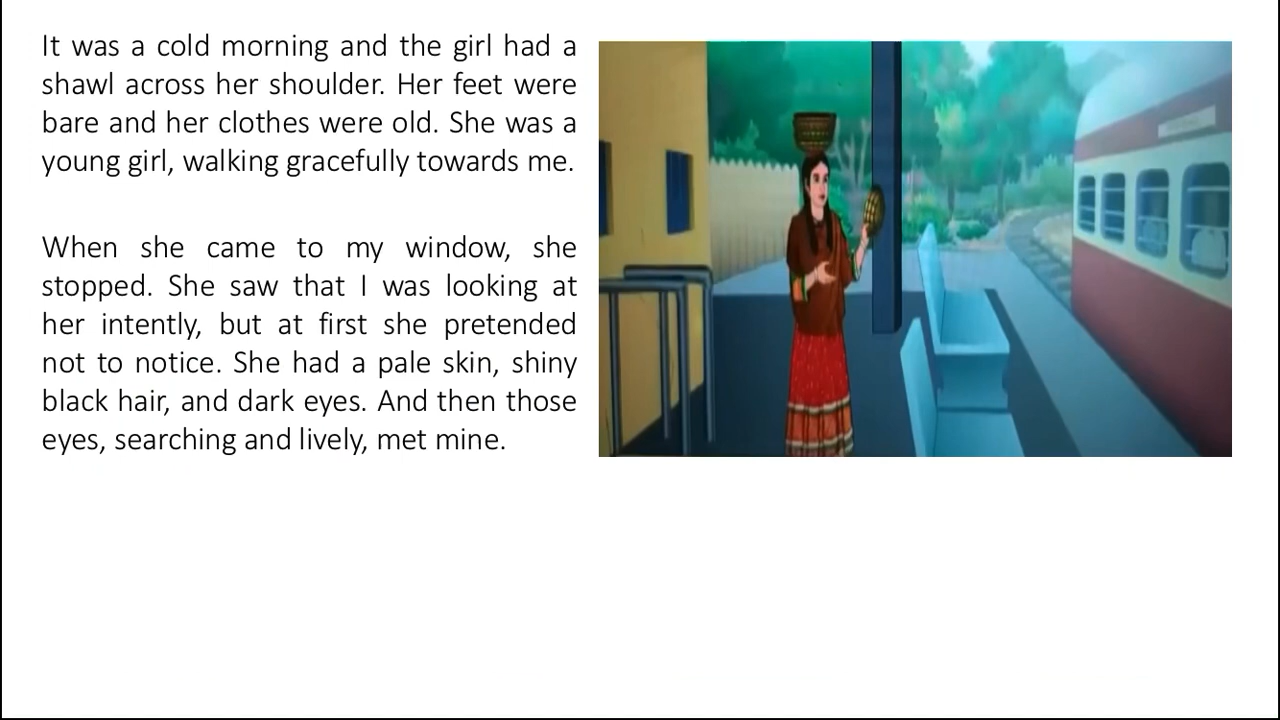 It was a cold morning and the girl had a
shawl across her shoulder. Her feet were
bare and her clothes were old. She was a
young girl, walking gracefully towards me.
When she came to my window, she
stopped. She saw that I was looking at
her intently, but at first she pretended
not to notice. She had a pale skin, shiny
black hair, and dark eyes. And then those
eyes, searching and lively, met mine.